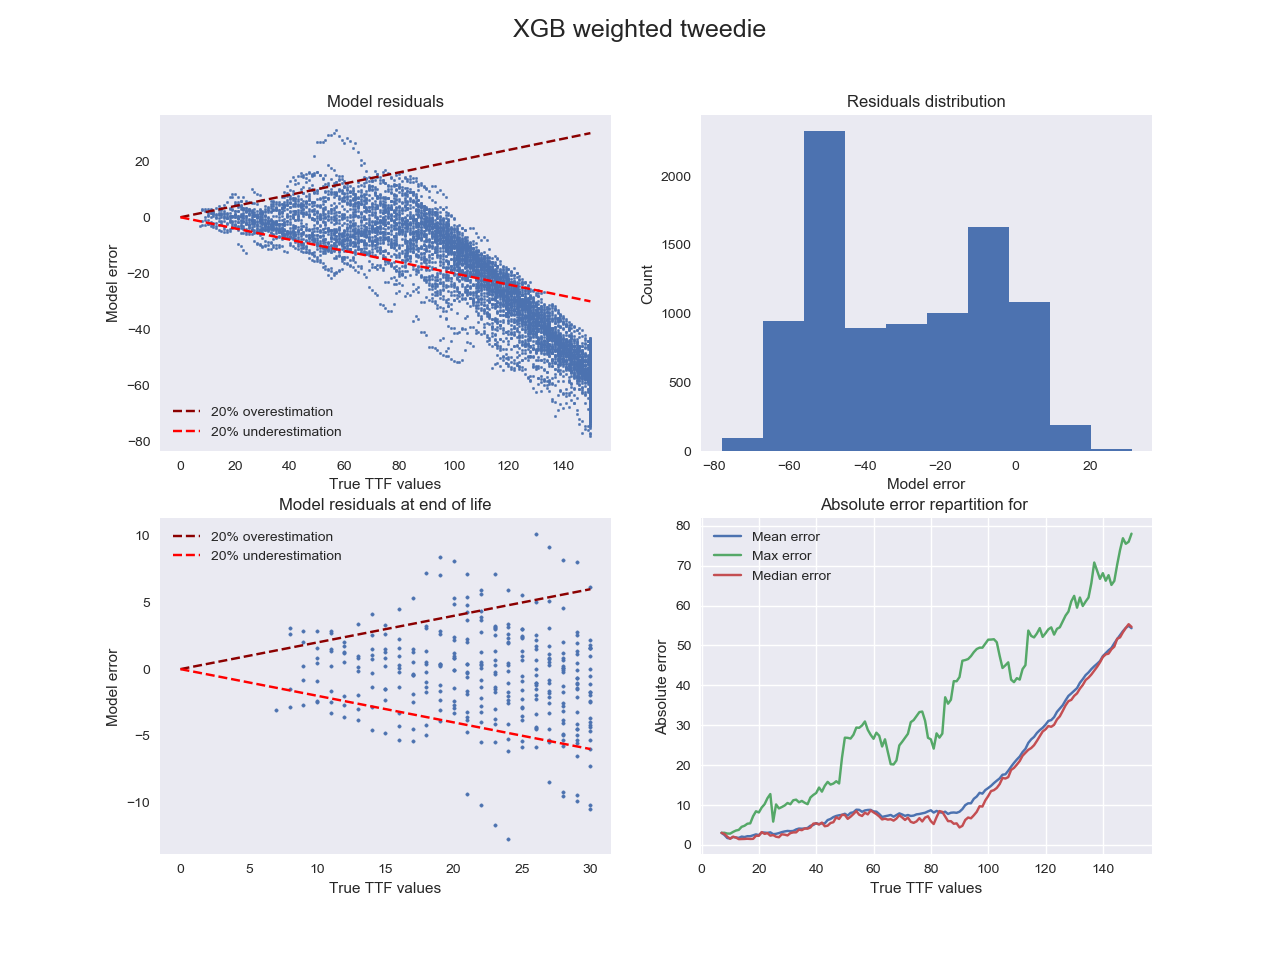 XGB weighted tweedie
Model residuals
Model error
20
0
−20
−40
−60
−80
20% overestimation
20% underestimation
0 20 40 60 80 100 120 140
True TTF values
Residuals distribution
Count
2000
1500
1000
500
0
−80 −60 −40 −20 0 20
Model error
Model residuals at end of life
Model error
10
5
0
−5
−10
20% overestimation
20% underestimation
0 5 10 15 20 25 30
True TTF values
Absolute error repartition for
Absolute error
80
70
60
50
40
30
20
10
0
Mean error
Max error
Median error
0 20 40 60 80 100 120 140
True TTF values